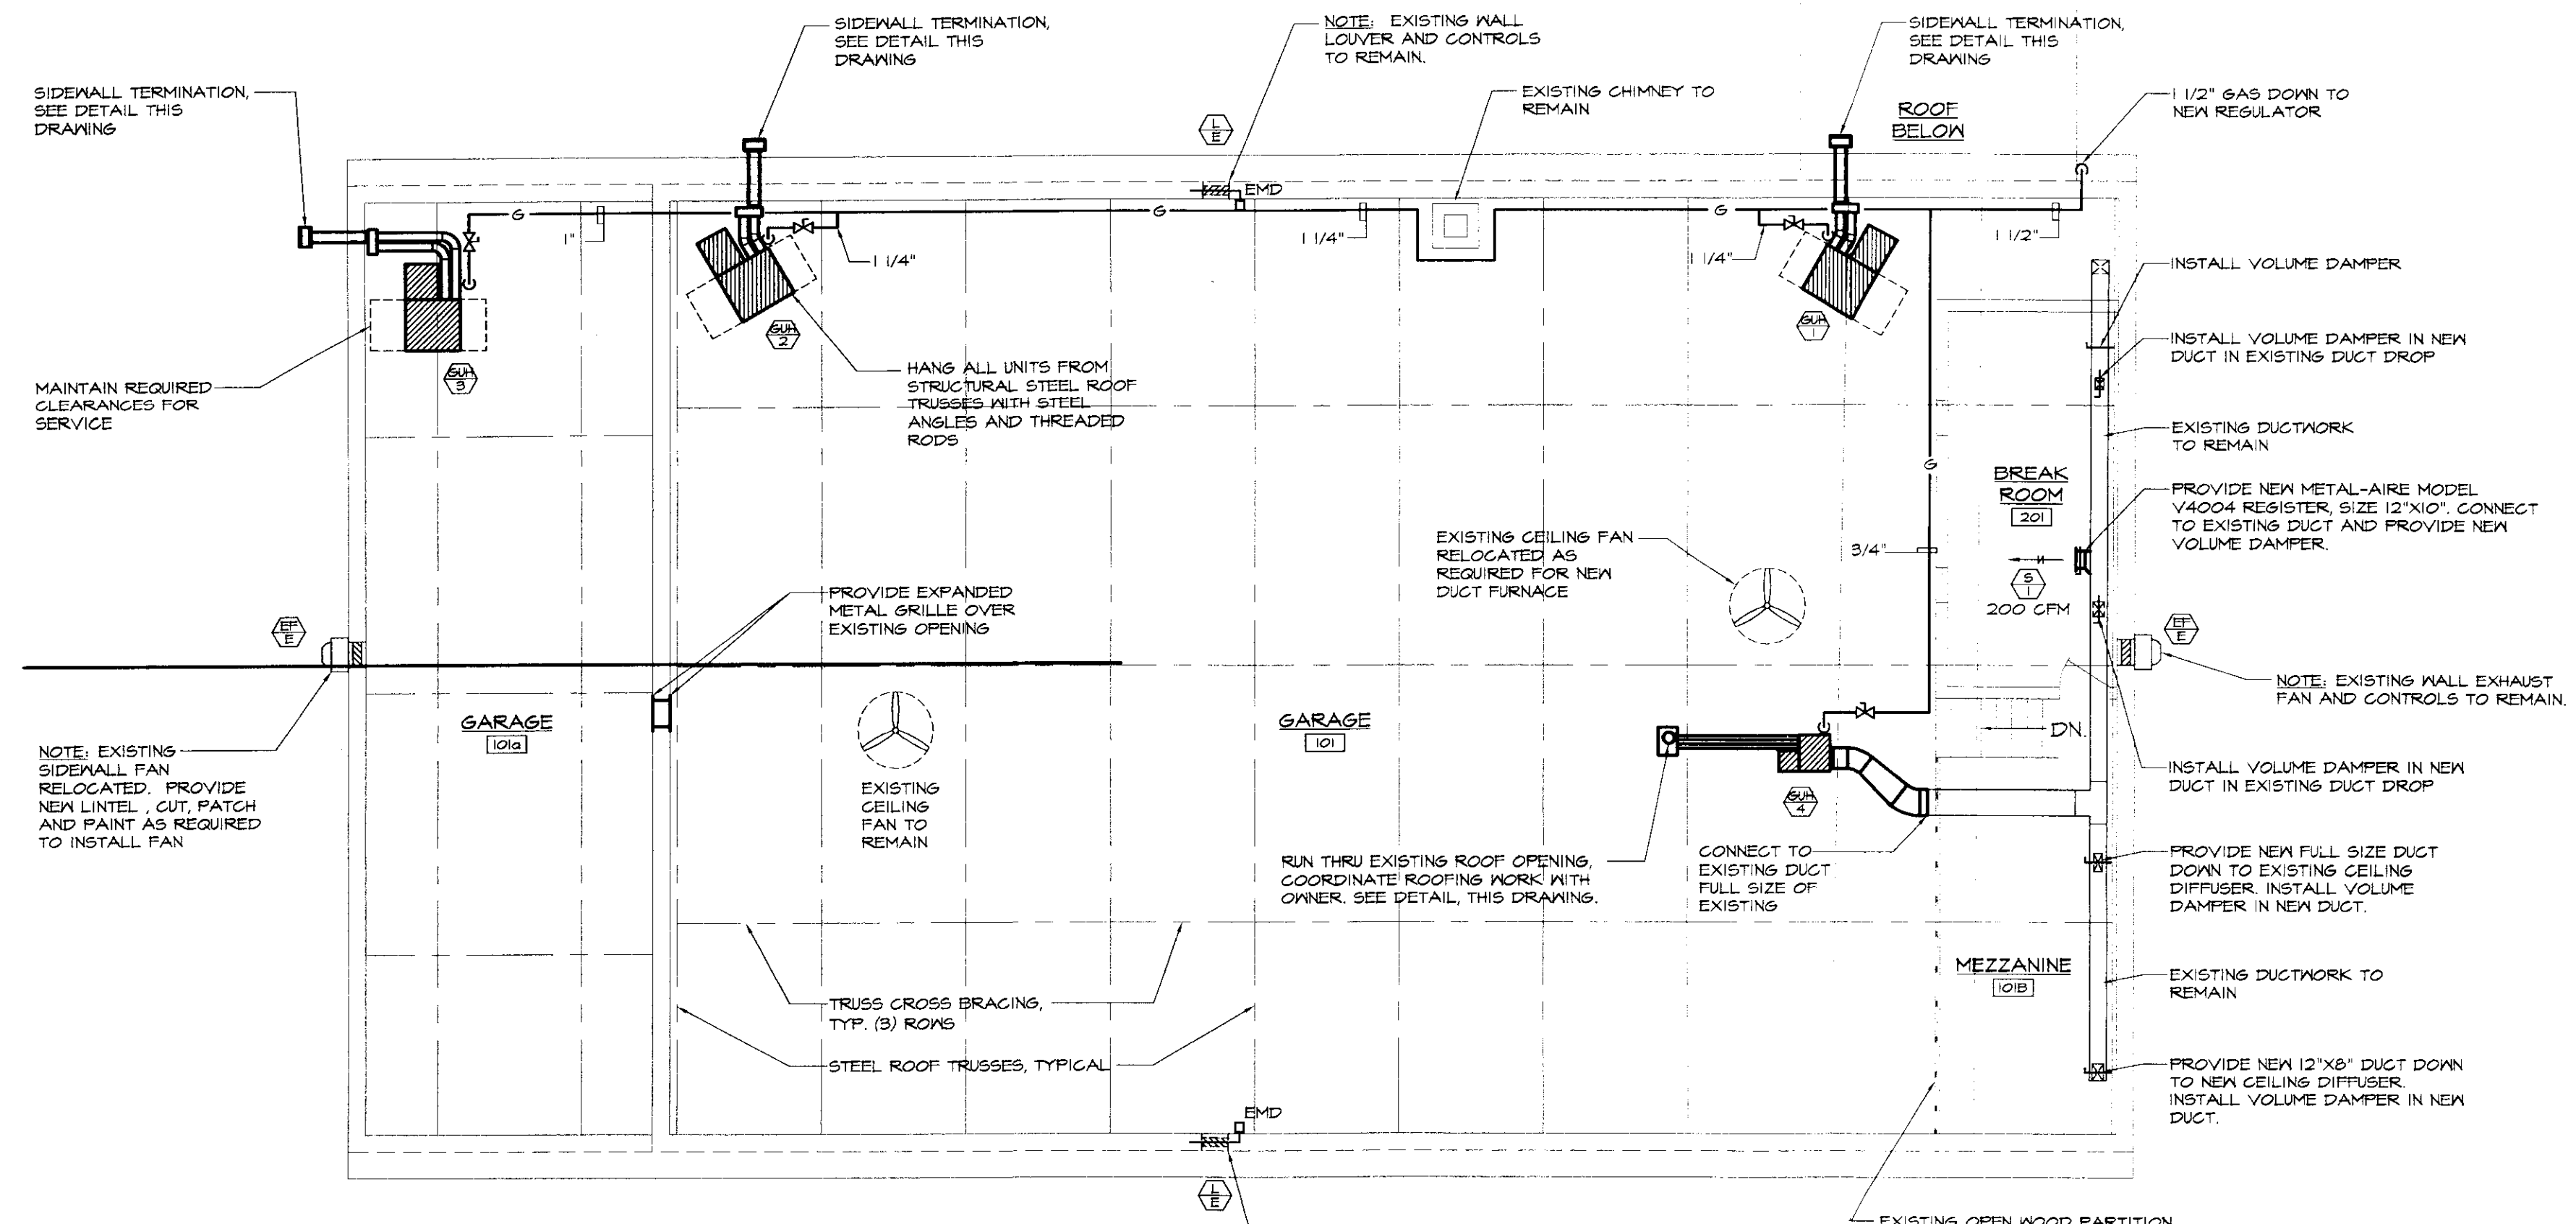 SIDEWALL TERMINATION,
SEE DETAIL THIS
DRAWING
SIDEWALL TERMINATION,
SEE DETAIL THIS
DRAWING
NOTE: EXISTING WALL
LOUVER AND CONTROLS
TO REMAIN.
EXISTING CHIMNEY TO
REMAIN
SIDEWALL TERMINATION,
SEE DETAIL THIS
DRAWING
ROOF
BELOW
1 1/2" GAS DOWN TO
NEW REGULATOR
L
E
EMD
G
1"
G
1 1/4"
1 1/4"
G
1 1/4"
1 1/2"
GUH
3
GUH
2
GUH
1
MAINTAIN REQUIRED
CLEARANCES FOR
SERVICE
HANG ALL UNITS FROM
STRUCTURAL STEEL ROOF
TRUSSES WITH STEEL
ANGLES AND THREADED
RODS
INSTALL VOLUME DAMPER
INSTALL VOLUME DAMPER IN NEW
DUCT IN EXISTING DUCT DROP
EXISTING DUCTWORK
TO REMAIN
G
BREAK
ROOM
201
PROVIDE NEW METAL-AIRE MODEL
V4004 REGISTER, SIZE 12"X10". CONNECT
TO EXISTING DUCT AND PROVIDE NEW
VOLUME DAMPER.
EXISTING CEILING FAN
RELOCATED AS
REQUIRED FOR NEW
DUCT FURNACE
3/4"
S
1
200 CFM
PROVIDE EXPANDED
METAL GRILLE OVER
EXISTING OPENING
EF
E
EF
E
NOTE: EXISTING WALL EXHAUST
FAN AND CONTROLS TO REMAIN.
GARAGE
101a
GARAGE
101
DN.
NOTE: EXISTING
SIDEWALL FAN
RELOCATED. PROVIDE
NEW LINTEL , CUT, PATCH
AND PAINT AS REQUIRED
TO INSTALL FAN
EXISTING
CEILING
FAN TO
REMAIN
GUH
4
INSTALL VOLUME DAMPER IN NEW
DUCT IN EXISTING DUCT DROP
RUN THRU EXISTING ROOF OPENING,
COORDINATE ROOFING WORK WITH
OWNER. SEE DETAIL, THIS DRAWING.
CONNECT TO
EXISTING DUCT
FULL SIZE OF
EXISTING
PROVIDE NEW FULL SIZE DUCT
DOWN TO EXISTING CEILING
DIFFUSER. INSTALL VOLUME
DAMPER IN NEW DUCT.
MEZZANINE
101B
EXISTING DUCTWORK TO
REMAIN
TRUSS CROSS BRACING,
TYP. (3) ROWS
STEEL ROOF TRUSSES, TYPICAL
PROVIDE NEW 12"X8" DUCT DOWN
TO NEW CEILING DIFFUSER.
INSTALL VOLUME DAMPER IN NEW
DUCT.
EMD
L
E
EXISTING OPEN WOOD PARTITION